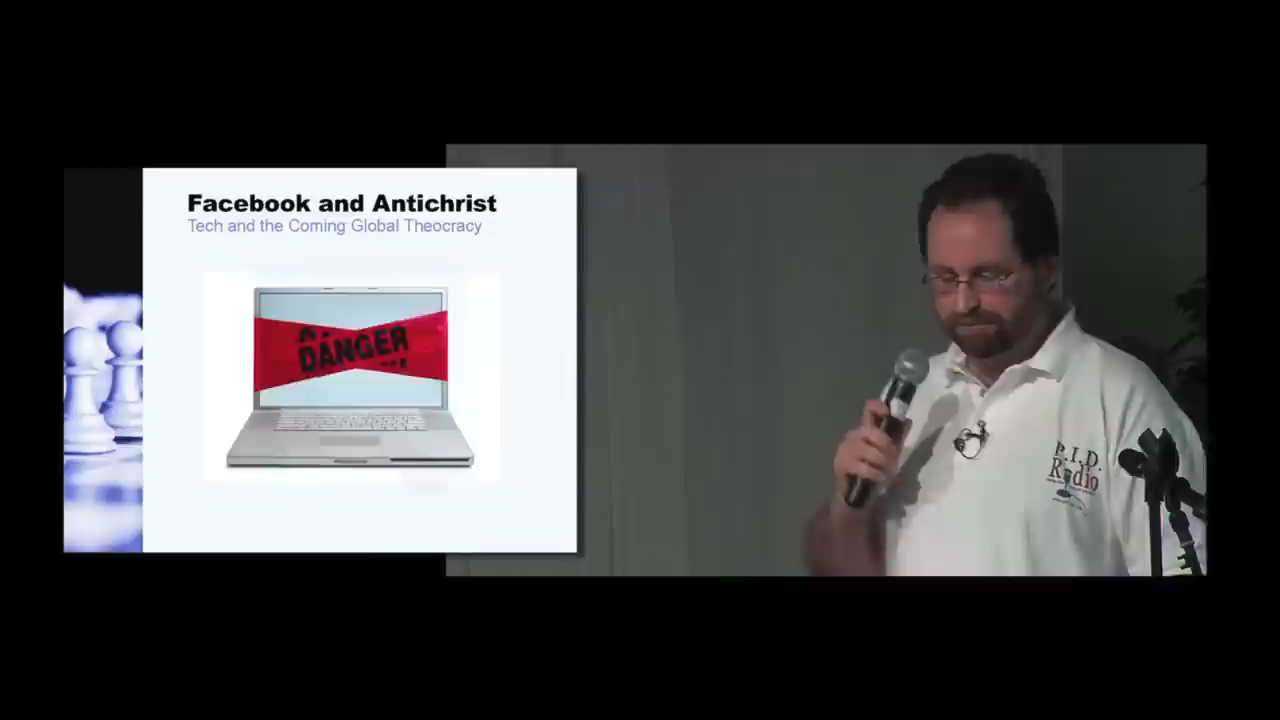 Facebook and Antichrist
Tech and the Coming Global Theocracy
DANGER
P.I.D.
Radio